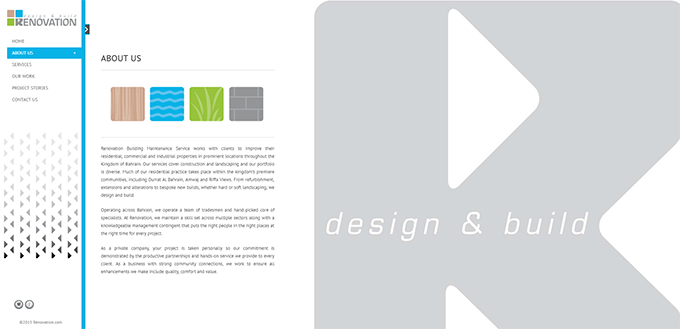 design & build
RENOVATION
HOME
ABOUT US
SERVICES
OUR WORK
PROJECT STORIES
CONTACT US
©2015 Renovation.com
ABOUT US
Renovation Building Maintenance Service works with clients to improve their
residential, commercial and industrial properties in prominent locations throughout the
Kingdom of Bahrain. Our services cover construction and landscaping and our portfolio
is diverse. Much of our residential practice takes place within the kingdom's premiere
communities, including Durrat Al Bahrain, Amwaj and Riffa Views. From refurbishment,
extensions and alterations to bespoke new builds, whether hard or soft landscaping, we
design and build.
Operating across Bahrain, we operate a team of tradesmen and hand-picked core of
specialists. At Renovation, we maintain a skill set across multiple sectors along with a
knowledgeable management contingent that puts the right people in the right places at
the right time for every project.
As a private company, your project is taken personally so our commitment is
demonstrated by the productive partnerships and hands-on service we provide to every
client. As a business with strong community connections, we work to ensure all
enhancements we make include quality, comfort and value.
design & build